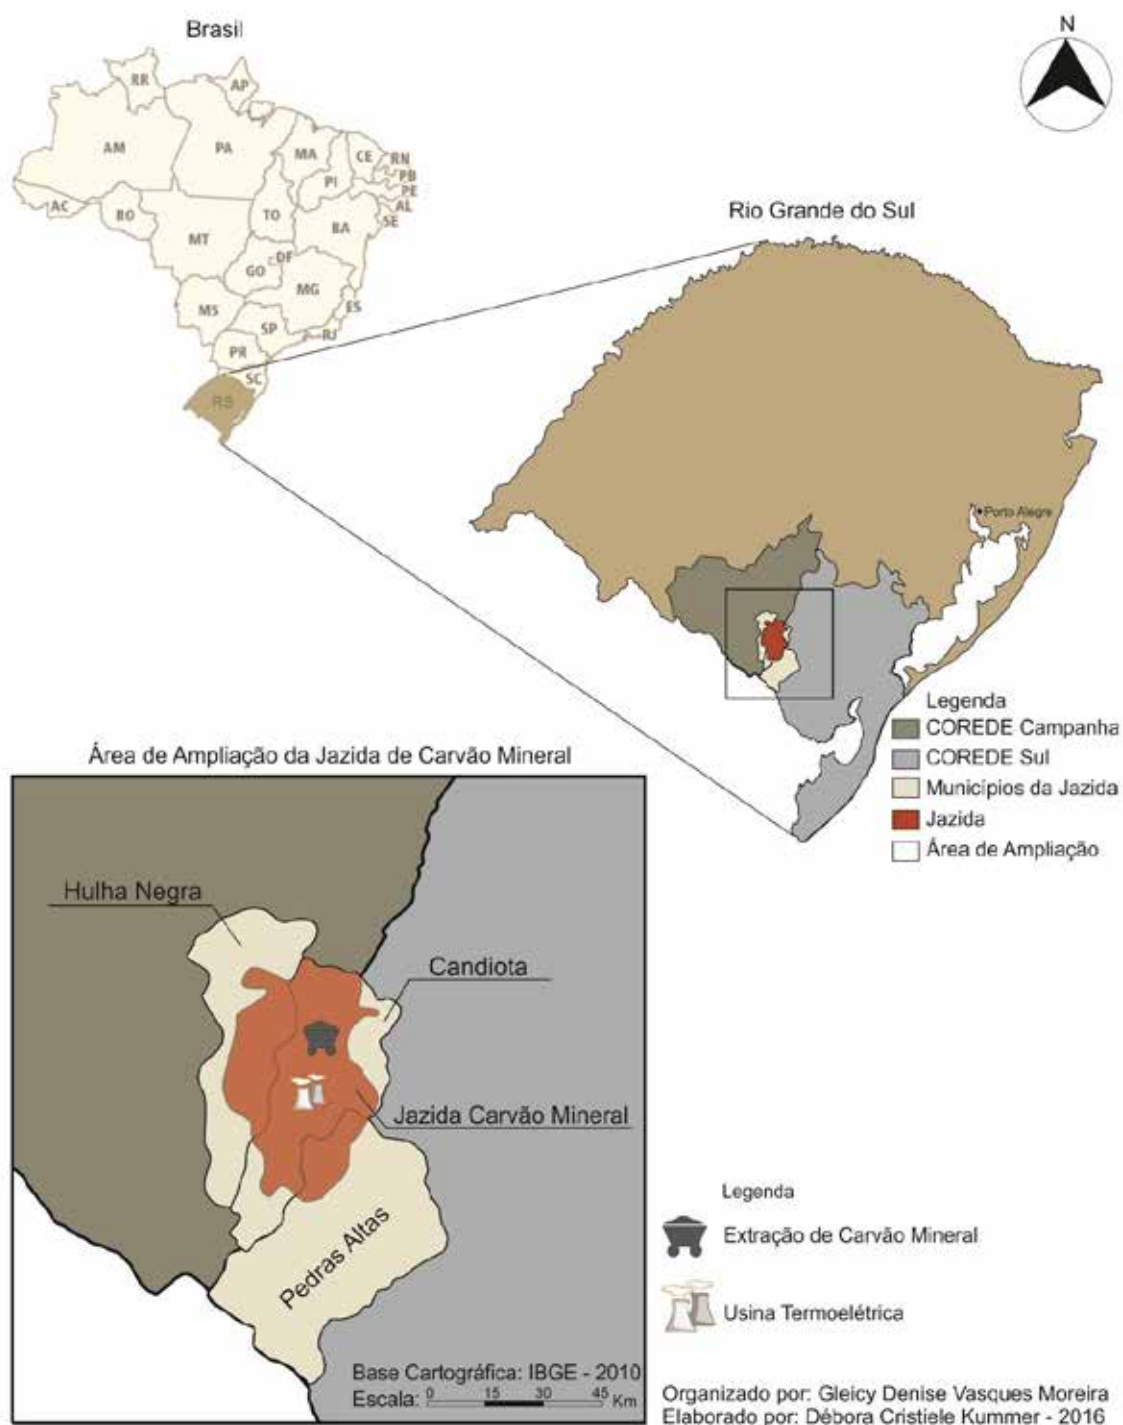 Brasil
N
RR
AP
AM
PA
MA
CE
RN
PB
PI
PE
AC
AL
RO
TO
SE
BA
MT
DF
GO
MG
MS
ES
SP
RJ
PR
SC
RS
Rio Grande do Sul
Porto Alegre
Legenda
COREDE Campanha
COREDE Sul
Municípios da Jazida
Jazida
Área de Ampliação
Área de Ampliação da Jazida de Carvão Mineral
Hulha Negra
Candiota
Jazida Carvão Mineral
Pedras Altas
Base Cartográfica: IBGE - 2010
Escala: 0 15 30 45 Km
Legenda
Extração de Carvão Mineral
Usina Termoelétrica
Organizado por: Gleicy Denise Vasques Moreira
Elaborado por: Débora Cristiele Kummer - 2016